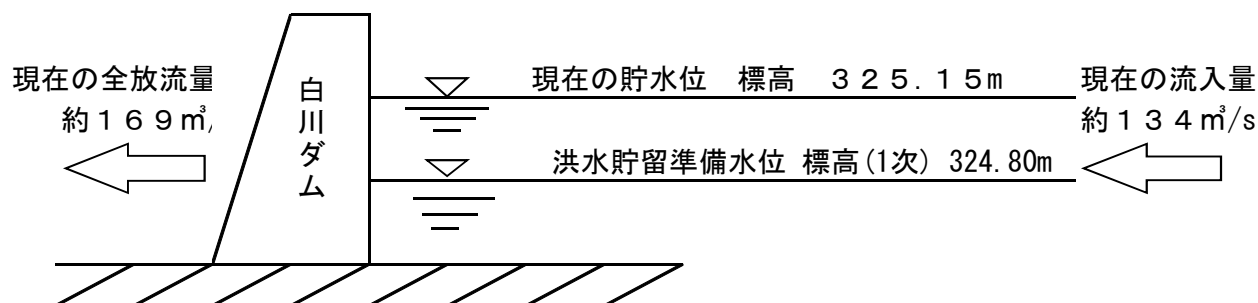 現在の全放流量
約１６９㎥/
白川ダム
現在の貯水位　標高　３２５.１５m
洪水貯留準備水位 標高(1次) 324.80m
現在の流入量
約１３４㎥/s